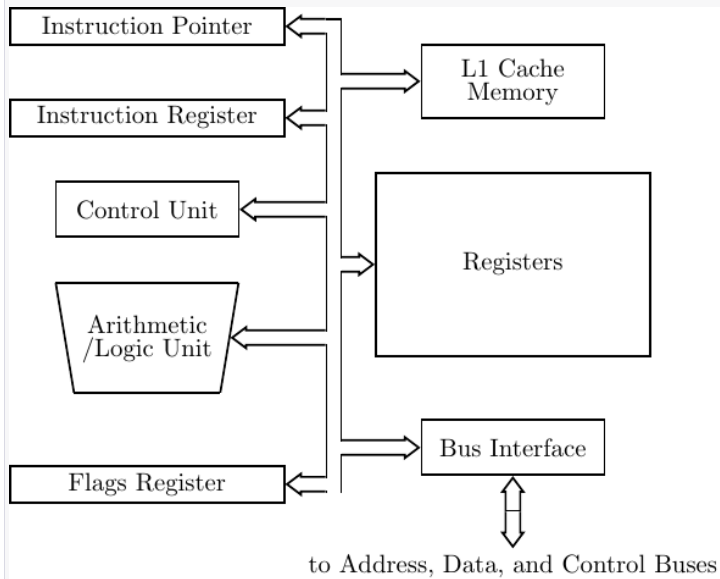 Instruction Pointer
L1 Cache
Memory
Instruction Register
Control Unit
Registers
Arithmetic
/Logic Unit
Bus Interface
Flags Register
to Address, Data, and Control Buses